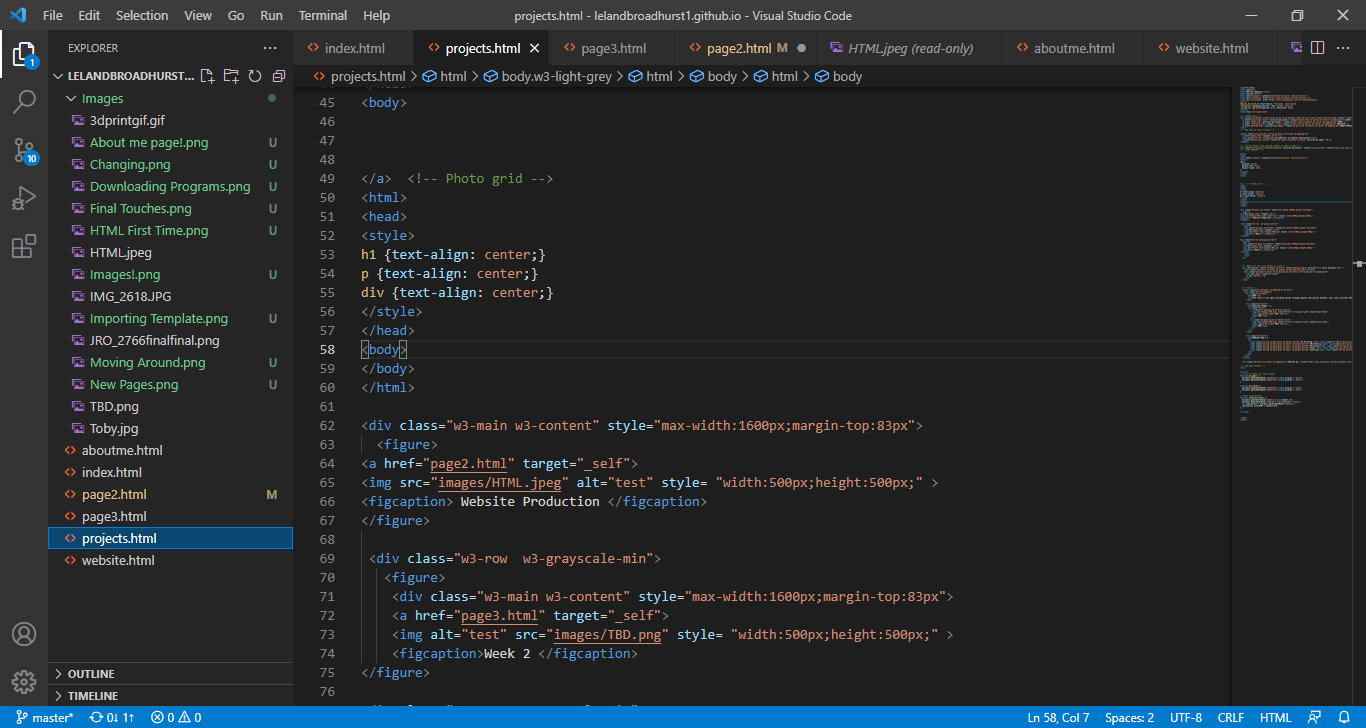 File Edit Selection View Go Run Terminal Help projects.html - lelandbroadhurst1.github.io - Visual Studio Code
EXPLORER
index.html projects.html page3.html page2.html M HTML.jpeg (read-only) aboutme.html website.html
LELANDBROADHURST...
projects.html > html > body.w3-light-grey > html > body > html > body
Images
3dprintgif.gif
About me page!.png U
Changing.png U
Downloading Programs.png U
Final Touches.png U
HTML First Time.png U
HTML.jpeg
Images!.png U
IMG_2618.JPG
Importing Template.png U
JRO_2766finalfinal.png
Moving Around.png U
New Pages.png U
TBD.png
Toby.jpg
aboutme.html
index.html
page2.html M
page3.html
projects.html
website.html
OUTLINE
TIMELINE
1
10
45 <body>
46
47
48
49 </a>  <!-- Photo grid -->
50 <html>
51 <head>
52 <style>
53 h1 {text-align: center;}
54 p {text-align: center;}
55 div {text-align: center;}
56 </style>
57 </head>
58 <body>
59 </body>
60 </html>
61
62 <div class="w3-main w3-content" style="max-width:1600px;margin-top:83px">
63   <figure>
64 <a href="page2.html" target="_self">
65 <img src="images/HTML.jpeg" alt="test" style= "width:500px;height:500px;" >
66 <figcaption> Website Production </figcaption>
67 </figure>
68
69  <div class="w3-row  w3-grayscale-min">
70    <figure>
71     <div class="w3-main w3-content" style="max-width:1600px;margin-top:83px">
72     <a href="page3.html" target="_self">
73     <img alt="test" src="images/TBD.png" style= "width:500px;height:500px;" >
74     <figcaption>Week 2 </figcaption>
75 </figure>
76
master* 0↓ 1↑ 0 0 Ln 58, Col 7 Spaces: 2 UTF-8 CRLF HTML